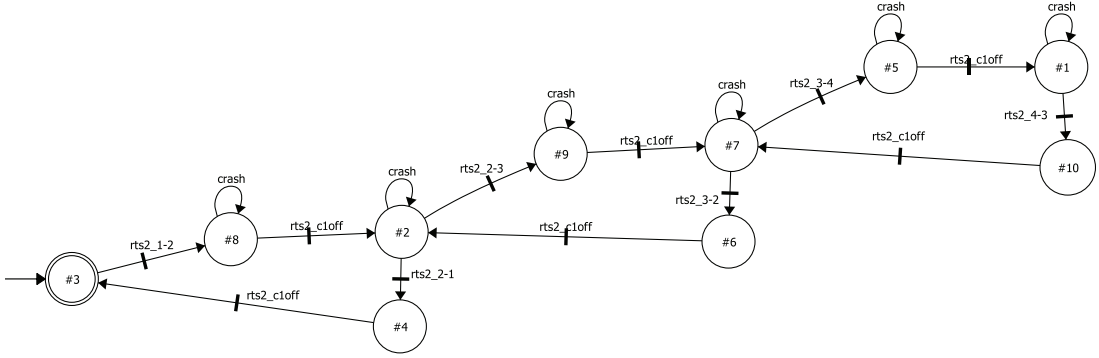 crash
crash
#5
rts2_c1off
#1
crash
rts2_3-4
crash
rts2_4-3
#9
rts2_c1off
#7
rts2_c1off
#10
rts2_2-3
crash
crash
rts2_3-2
#8
rts2_c1off
#2
rts2_c1off
#6
rts2_1-2
#3
rts2_2-1
rts2_c1off
#4